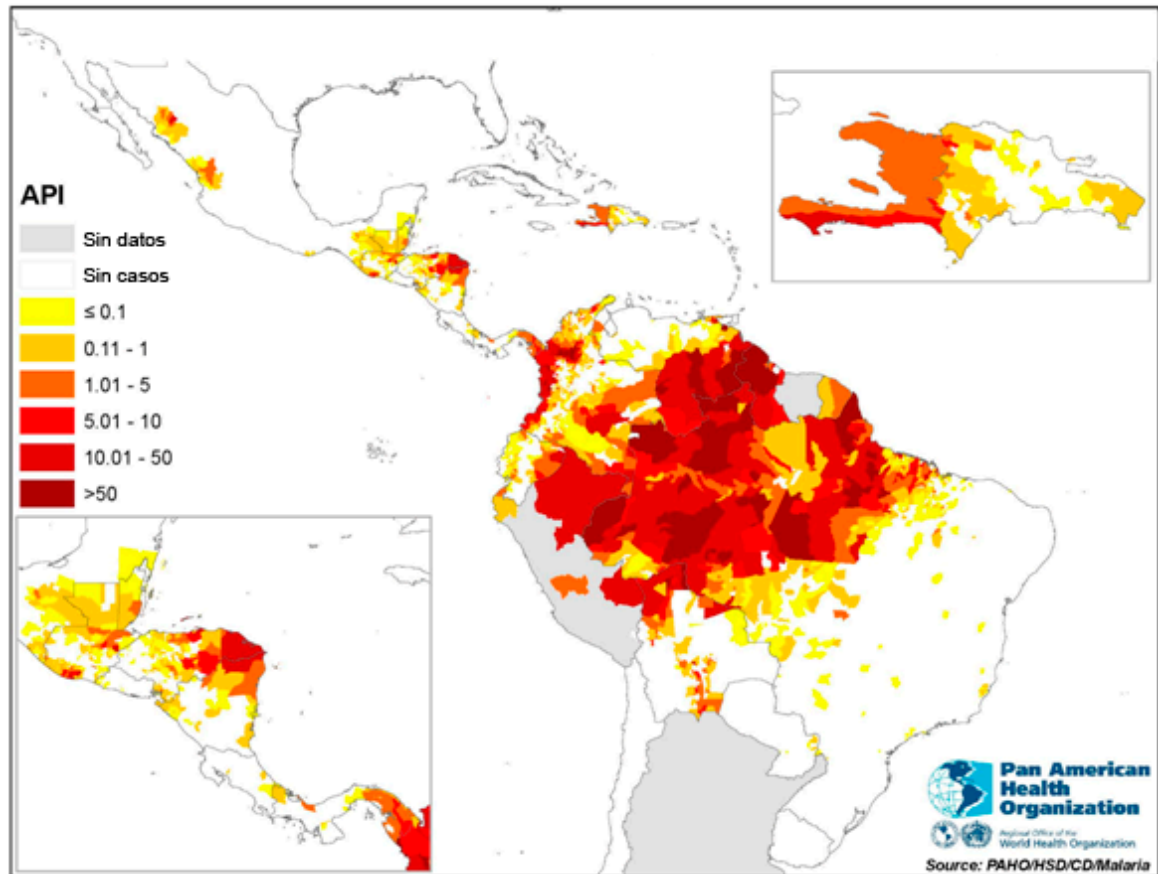 API
Sin datos
Sin casos
≤ 0.1
0.11 - 1
1.01 - 5
5.01 - 10
10.01 - 50
>50
Pan American
Health
Organization
Regional Office of the
World Health Organization
Source: PAHO/HSD/CD/Malaria